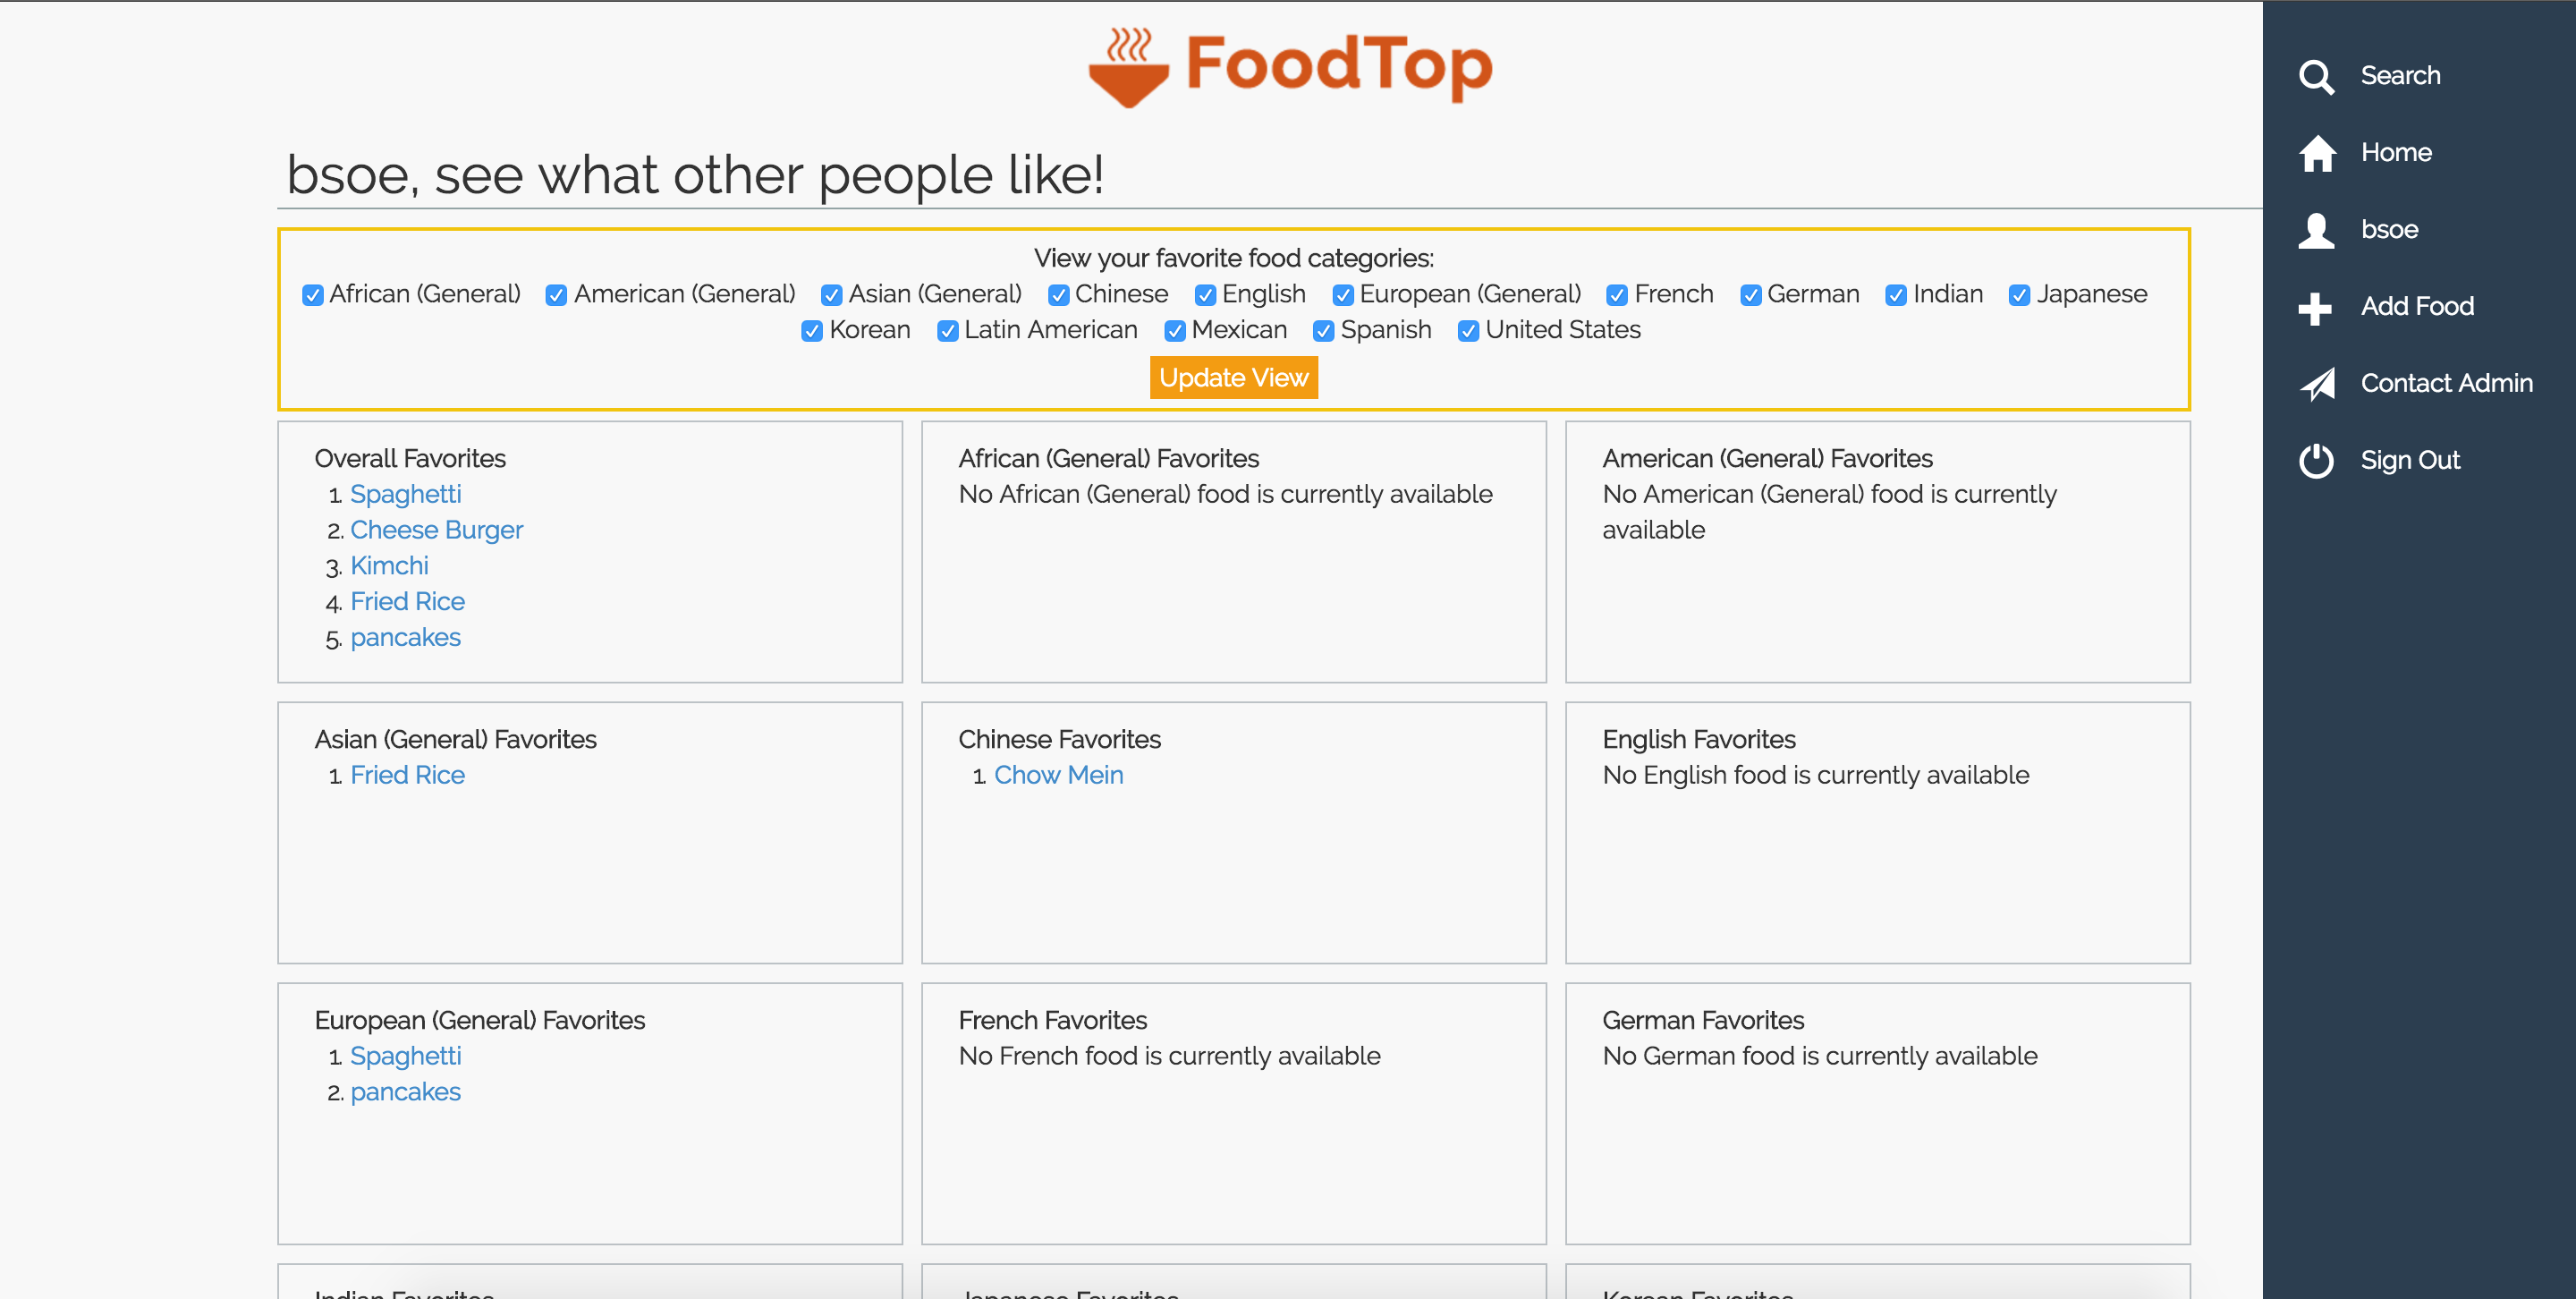 FoodTop
bsoe, see what other people like!
View your favorite food categories:
African (General) American (General) Asian (General) Chinese English European (General) French German Indian Japanese
Korean Latin American Mexican Spanish United States
Update View
Overall Favorites
1. Spaghetti
2. Cheese Burger
3. Kimchi
4. Fried Rice
5. pancakes
African (General) Favorites
No African (General) food is currently available
American (General) Favorites
No American (General) food is currently
available
Asian (General) Favorites
1. Fried Rice
Chinese Favorites
1. Chow Mein
English Favorites
No English food is currently available
European (General) Favorites
1. Spaghetti
2. pancakes
French Favorites
No French food is currently available
German Favorites
No German food is currently available
Indian Favorites
Japanese Favorites
Korean Favorites
Search
Home
bsoe
Add Food
Contact Admin
Sign Out